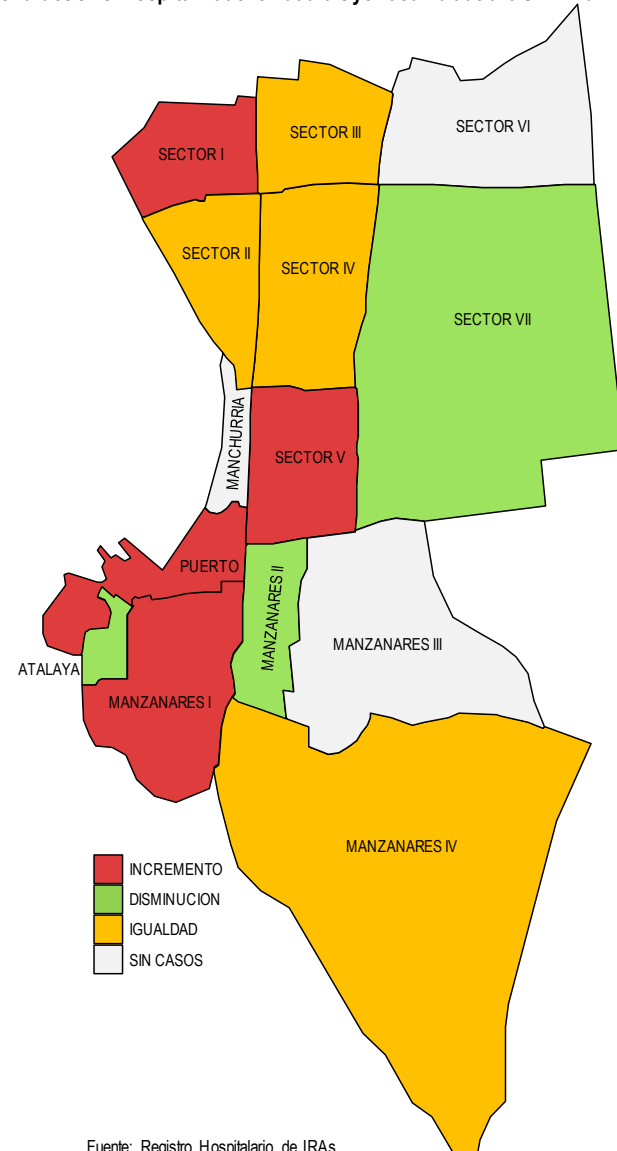 SECTOR VI
SECTOR III
SECTOR I
SECTOR II
SECTOR IV
SECTOR VII
MANCHURRIA
SECTOR V
PUERTO
MANZANARES II
MANZANARES III
ATALAYA
MANZANARES I
MANZANARES IV
INCREMENTO
DISMINUCION
IGUALDAD
SIN CASOS
Fuente: Registro Hospitalario de IRAs